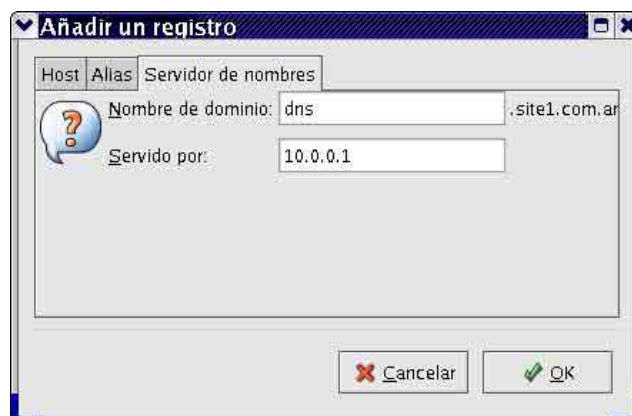 Añadir un registro
Host Alias Servidor de nombres
Nombre de dominio: dns .site1.com.ar
Servido por: 10.0.0.1
Cancelar OK